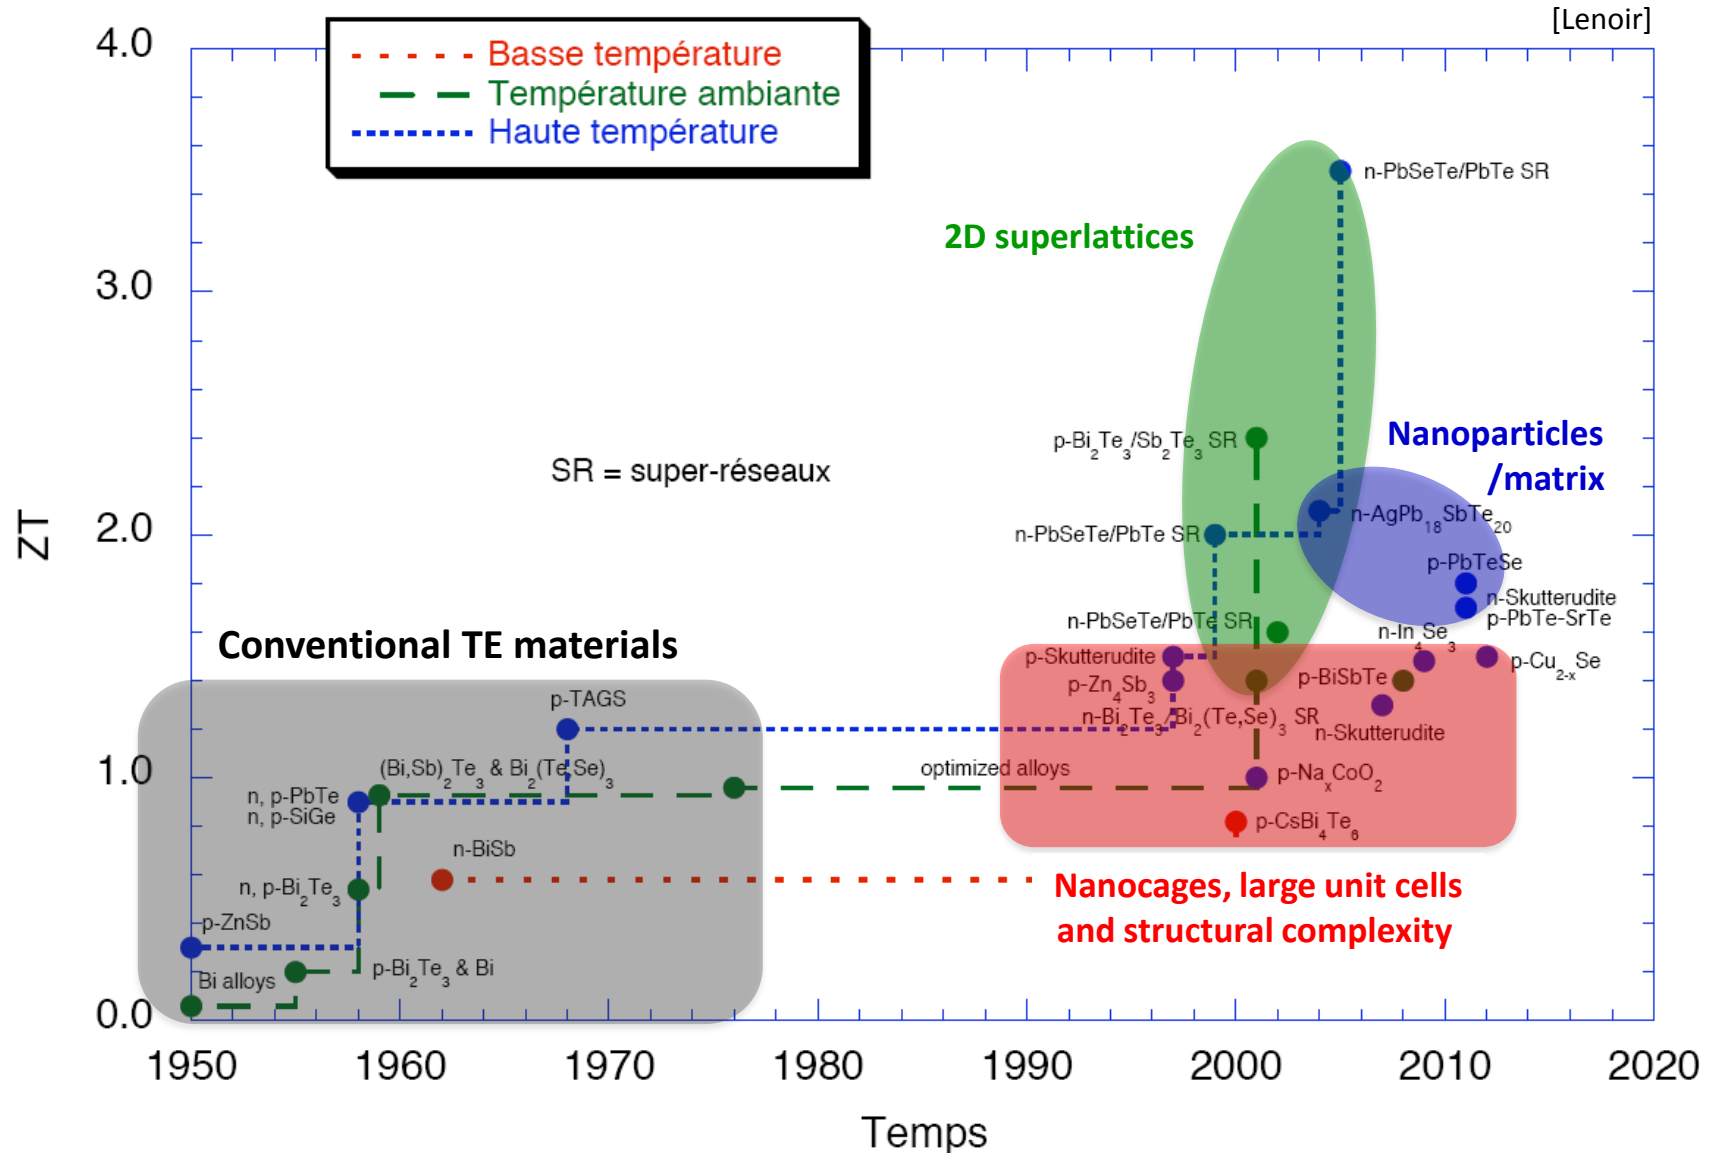 [Lenoir]
4.0
3.0
2.0
1.0
0.0
ZT
Basse température
Température ambiante
Haute température
n-PbSeTe/PbTe SR
2D superlattices
p-Bi2Te3/Sb2Te3 SR
Nanoparticles
/matrix
SR = super-réseaux
n-AgPb18SbTe20
n-PbSeTe/PbTe SR
p-PbTeSe
n-Skutterudite
p-PbTe-SrTe
n-PbSeTe/PbTe SR
n-In4Se3
Conventional TE materials
p-Skutterudite
p-Cu2-xSe
p-Zn4Sb3
p-BiSbTe
p-TAGS
n-Bi2Te3/Bi2(Te,Se)3 SR
n-Skutterudite
(Bi,Sb)2Te3 & Bi2(Te,Se)3
optimized alloys
p-NaxCoO2
n, p-PbTe
n, p-SiGe
p-CsBi4Te6
n-BiSb
n, p-Bi2Te3
Nanocages, large unit cells
and structural complexity
p-ZnSb
p-Bi2Te3 & Bi
Bi alloys
1950 1960 1970 1980 1990 2000 2010 2020
Temps